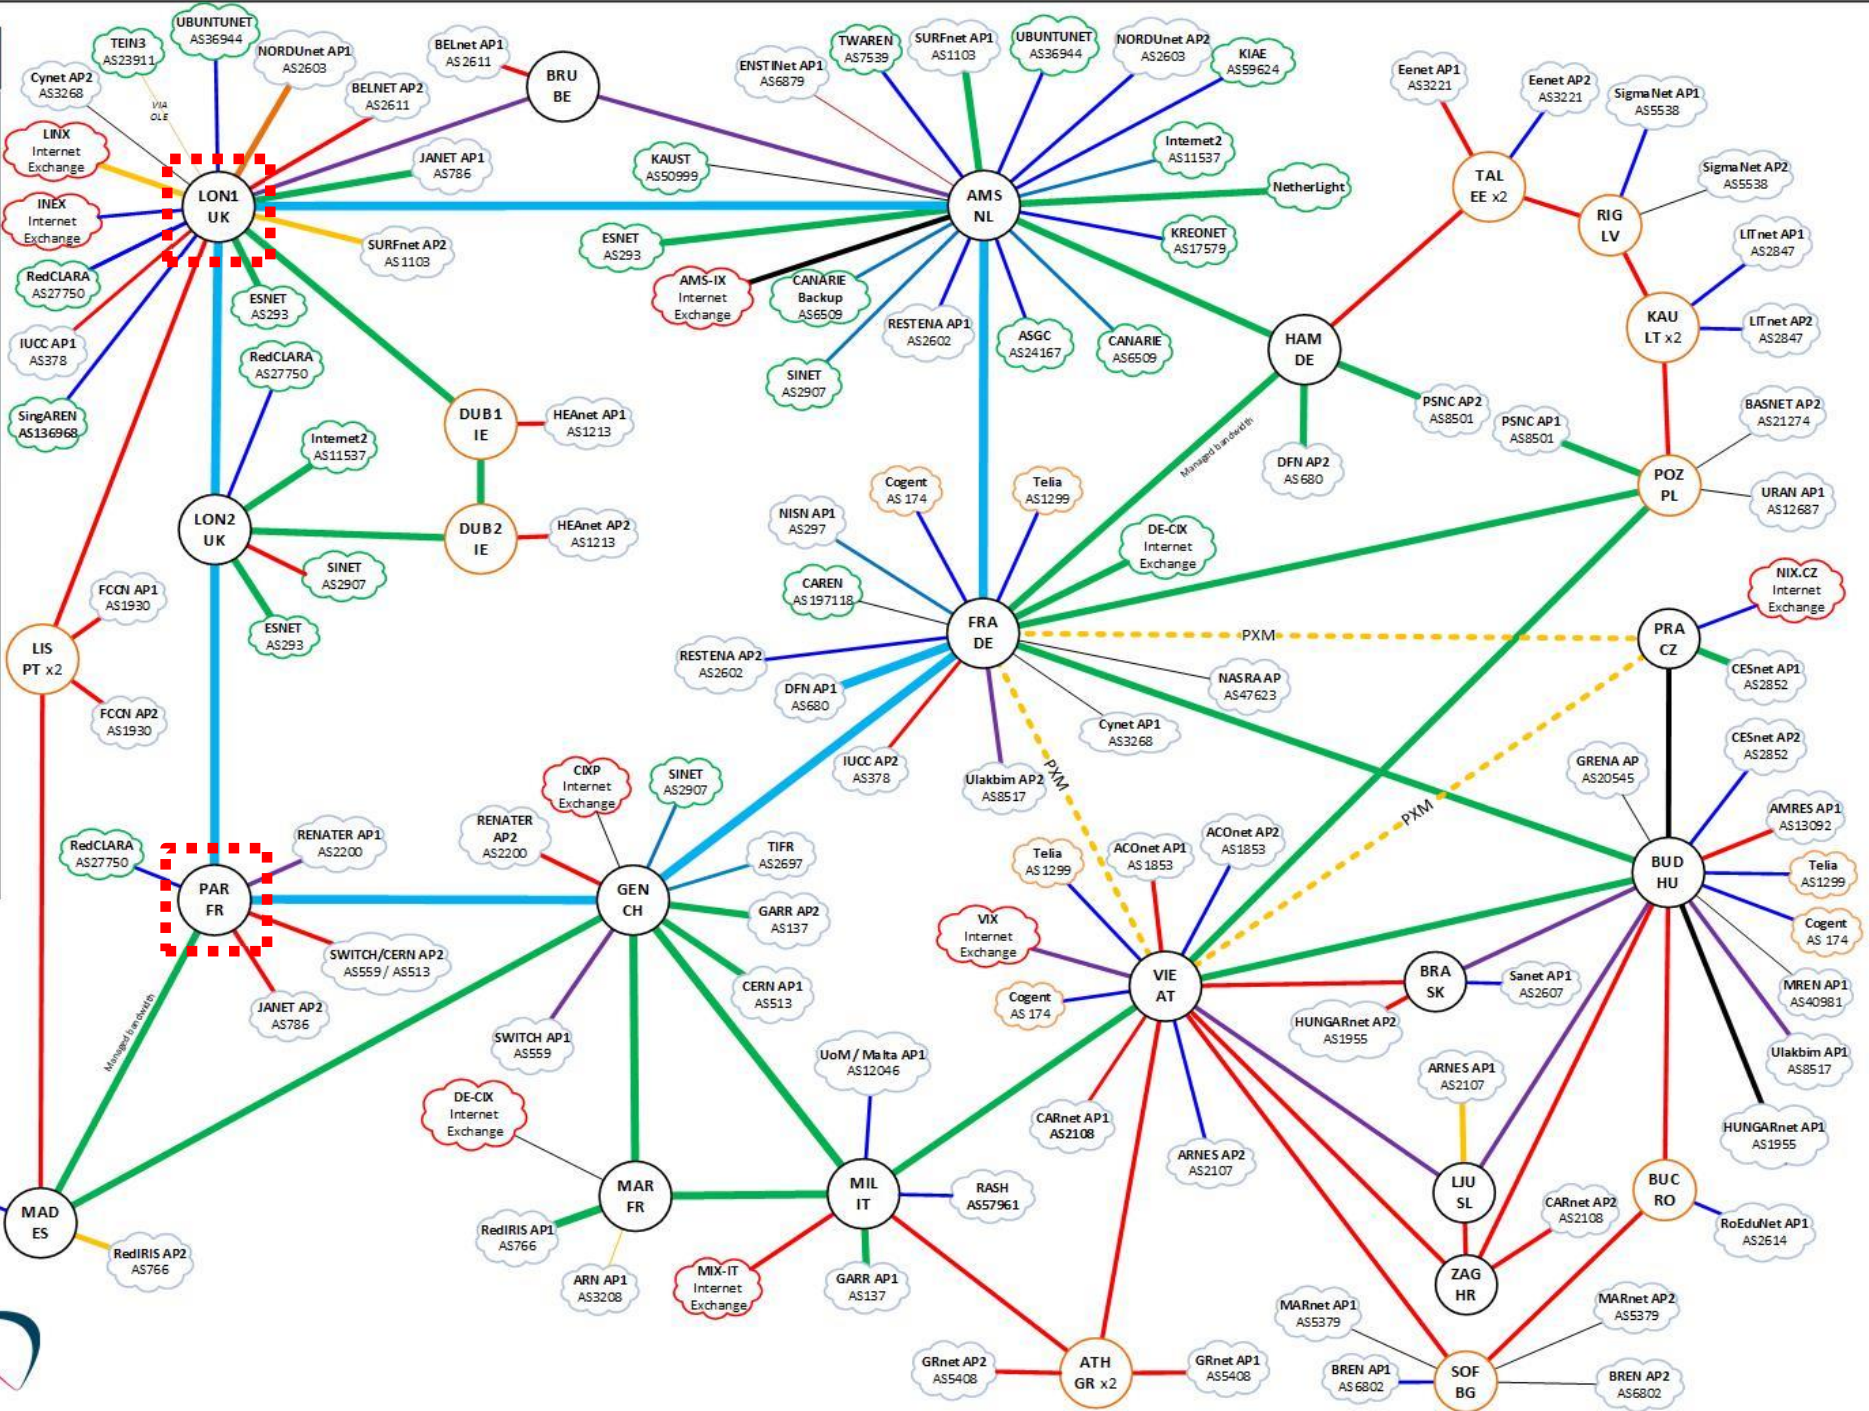 UBUNTUNET
AS36944
TEIN3
AS23911
NORDUnet AP1
AS2603
Cynet AP2
AS3268
VIA
OLE
BELNET AP2
AS2611
BELnet AP1
AS2611
BRU
BE
LINX
Internet
Exchange
INEX
Internet
Exchange
LON1
UK
JANET AP1
AS786
SURFnet AP2
AS1103
RedCLARA
AS27750
ESNET
AS293
IUCC AP1
AS378
SingAREN
AS136968
ENSTINet AP1
AS6879
TWAREN
AS7539
SURFnet AP1
AS1103
UBUNTUNET
AS36944
NORDUnet AP2
AS2603
KIAE
AS59624
Internet2
AS11537
KAUST
AS50999
NetherLight
AMS
NL
KREONET
AS17579
ESNET
AS293
AMS-IX
Internet
Exchange
CANARIE
Backup
AS6509
RESTENA AP1
AS2602
ASGC
AS24167
CANARIE
AS6509
SINET
AS2907
Eenet AP1
AS3221
Eenet AP2
AS3221
SigmaNet AP1
AS5538
SigmaNet AP2
AS5538
TAL
EE x2
RIG
LV
LITnet AP1
AS2847
KAU
LT x2
LITnet AP2
AS2847
HAM
DE
PSNC AP2
AS8501
DFN AP2
AS680
Managed bandwidth
PSNC AP1
AS8501
BASNET AP2
AS21274
POZ
PL
URAN AP1
AS12687
RedCLARA
AS27750
Internet2
AS11537
DUB1
IE
HEAnet AP1
AS1213
LON2
UK
DUB2
IE
HEAnet AP2
AS1213
SINET
AS2907
ESNET
AS293
FCCN AP1
AS1930
LIS
PT x2
FCCN AP2
AS1930
Cogent
AS 174
Telia
AS1299
NISN AP1
AS297
DE-CIX
Internet
Exchange
CAREN
AS197118
FRA
DE
RESTENA AP2
AS2602
DFN AP1
AS680
IUCC AP2
AS378
Ulakbim AP2
AS8517
Cynet AP1
AS3268
NASRA AP
AS47623
PXM
PXM
PXM
NIX.CZ
Internet
Exchange
PRA
CZ
CESnet AP1
AS2852
CESnet AP2
AS2852
GRENA AP
AS20545
AMRES AP1
AS13092
BUD
HU
Telia
AS1299
Cogent
AS 174
MREN AP1
AS40981
Ulakbim AP1
AS8517
HUNGARnet AP1
AS1955
RedCLARA
AS27750
RENATER AP1
AS2200
PAR
FR
SWITCH/CERN AP2
AS559 / AS513
JANET AP2
AS786
Managed bandwidth
CIXP
Internet
Exchange
SINET
AS2907
RENATER
AP2
AS2200
TIFR
AS2697
GEN
CH
GARR AP2
AS137
CERN AP1
AS513
SWITCH AP1
AS559
Telia
AS1299
ACOnet AP1
AS1853
ACOnet AP2
AS1853
VIX
Internet
Exchange
VIE
AT
Cogent
AS 174
BRA
SK
Sanet AP1
AS2607
HUNGARnet AP2
AS1955
CARnet AP1
AS2108
ARNES AP2
AS2107
ARNES AP1
AS2107
UoM / Malta AP1
AS12046
DE-CIX
Internet
Exchange
MAR
FR
MIL
IT
RASH
AS57961
RedIRIS AP1
AS766
ARN AP1
AS3208
MIX-IT
Internet
Exchange
GARR AP1
AS137
MAD
ES
RedIRIS AP2
AS766
LJU
SL
CARnet AP2
AS2108
BUC
RO
RoEduNet AP1
AS2614
ZAG
HR
MARnet AP1
AS5379
MARnet AP2
AS5379
GRnet AP2
AS5408
ATH
GR x2
GRnet AP1
AS5408
BREN AP1
AS6802
SOF
BG
BREN AP2
AS6802